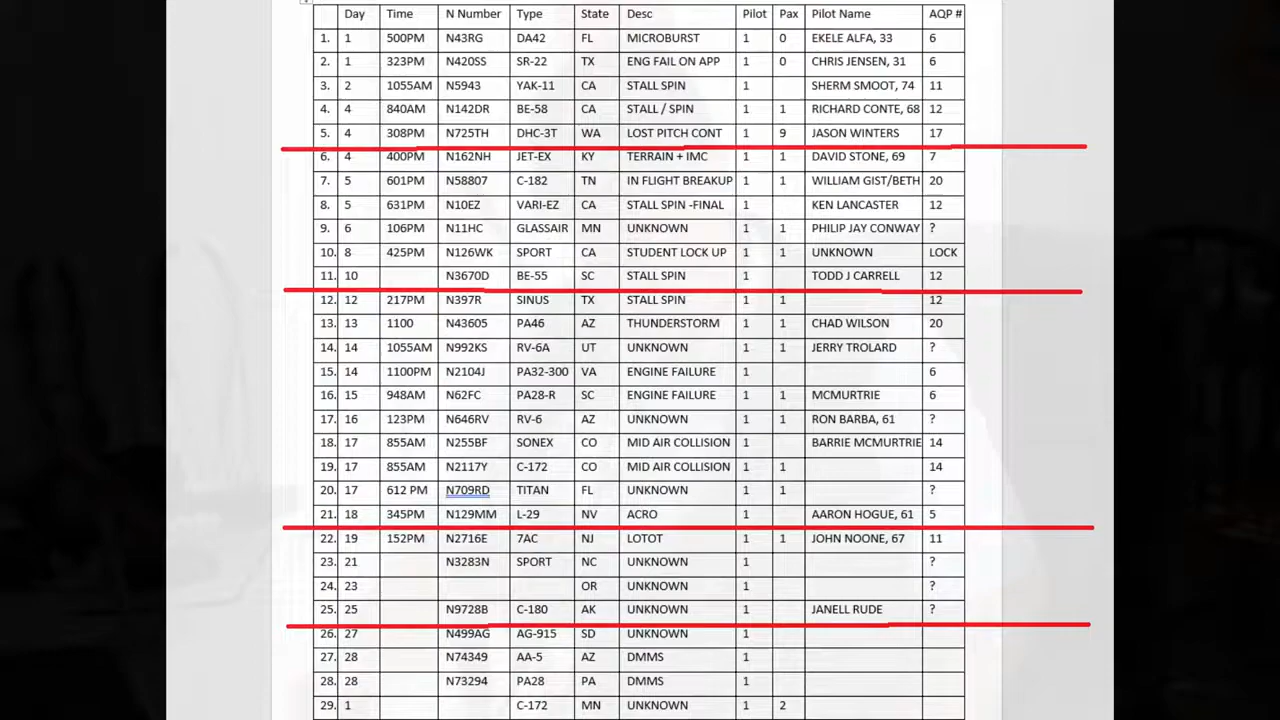 Day Time N Number Type State Desc Pilot Pax Pilot Name AQP #
1. 1 500PM N43RG DA42 FL MICROBURST 1 0 EKELE ALFA, 33 6
2. 1 323PM N420SS SR-22 TX ENG FAIL ON APP 1 0 CHRIS JENSEN, 31 6
3. 2 1055AM N5943 YAK-11 CA STALL SPIN 1 SHERM SMOOT, 74 11
4. 4 840AM N142DR BE-58 CA STALL / SPIN 1 1 RICHARD CONTE, 68 12
5. 4 308PM N725TH DHC-3T WA LOST PITCH CONT 1 9 JASON WINTERS 17
6. 4 400PM N162NH JET-EX KY TERRAIN + IMC 1 1 DAVID STONE, 69 7
7. 5 601PM N58807 C-182 TN IN FLIGHT BREAKUP 1 1 WILLIAM GIST/BETH 20
8. 5 631PM N10EZ VARI-EZ CA STALL SPIN -FINAL 1 KEN LANCASTER 12
9. 6 106PM N11HC GLASSAIR MN UNKNOWN 1 1 PHILIP JAY CONWAY ?
10. 8 425PM N126WK SPORT CA STUDENT LOCK UP 1 1 UNKNOWN LOCK
11. 10 N3670D BE-55 SC STALL SPIN 1 TODD J CARRELL 12
12. 12 217PM N397R SINUS TX STALL SPIN 1 1 12
13. 13 1100 N43605 PA46 AZ THUNDERSTORM 1 1 CHAD WILSON 20
14. 14 1055AM N992KS RV-6A UT UNKNOWN 1 1 JERRY TROLARD ?
15. 14 1100PM N2104J PA32-300 VA ENGINE FAILURE 1 6
16. 15 948AM N62FC PA28-R SC ENGINE FAILURE 1 1 MCMURTRIE 6
17. 16 123PM N646RV RV-6 AZ UNKNOWN 1 1 RON BARBA, 61 ?
18. 17 855AM N255BF SONEX CO MID AIR COLLISION 1 BARRIE MCMURTRIE 14
19. 17 855AM N2117Y C-172 CO MID AIR COLLISION 1 1 14
20. 17 612 PM N709RD TITAN FL UNKNOWN 1 1 ?
21. 18 345PM N129MM L-29 NV ACRO 1 AARON HOGUE, 61 5
22. 19 152PM N2716E 7AC NJ LOTOT 1 1 JOHN NOONE, 67 11
23. 21 N3283N SPORT NC UNKNOWN 1 ?
24. 23 OR UNKNOWN 1 ?
25. 25 N9728B C-180 AK UNKNOWN 1 JANELL RUDE ?
26. 27 N499AG AG-915 SD UNKNOWN 1
27. 28 N74349 AA-5 AZ DMMS 1
28. 28 N73294 PA28 PA DMMS 1
29. 1 C-172 MN UNKNOWN 1 2